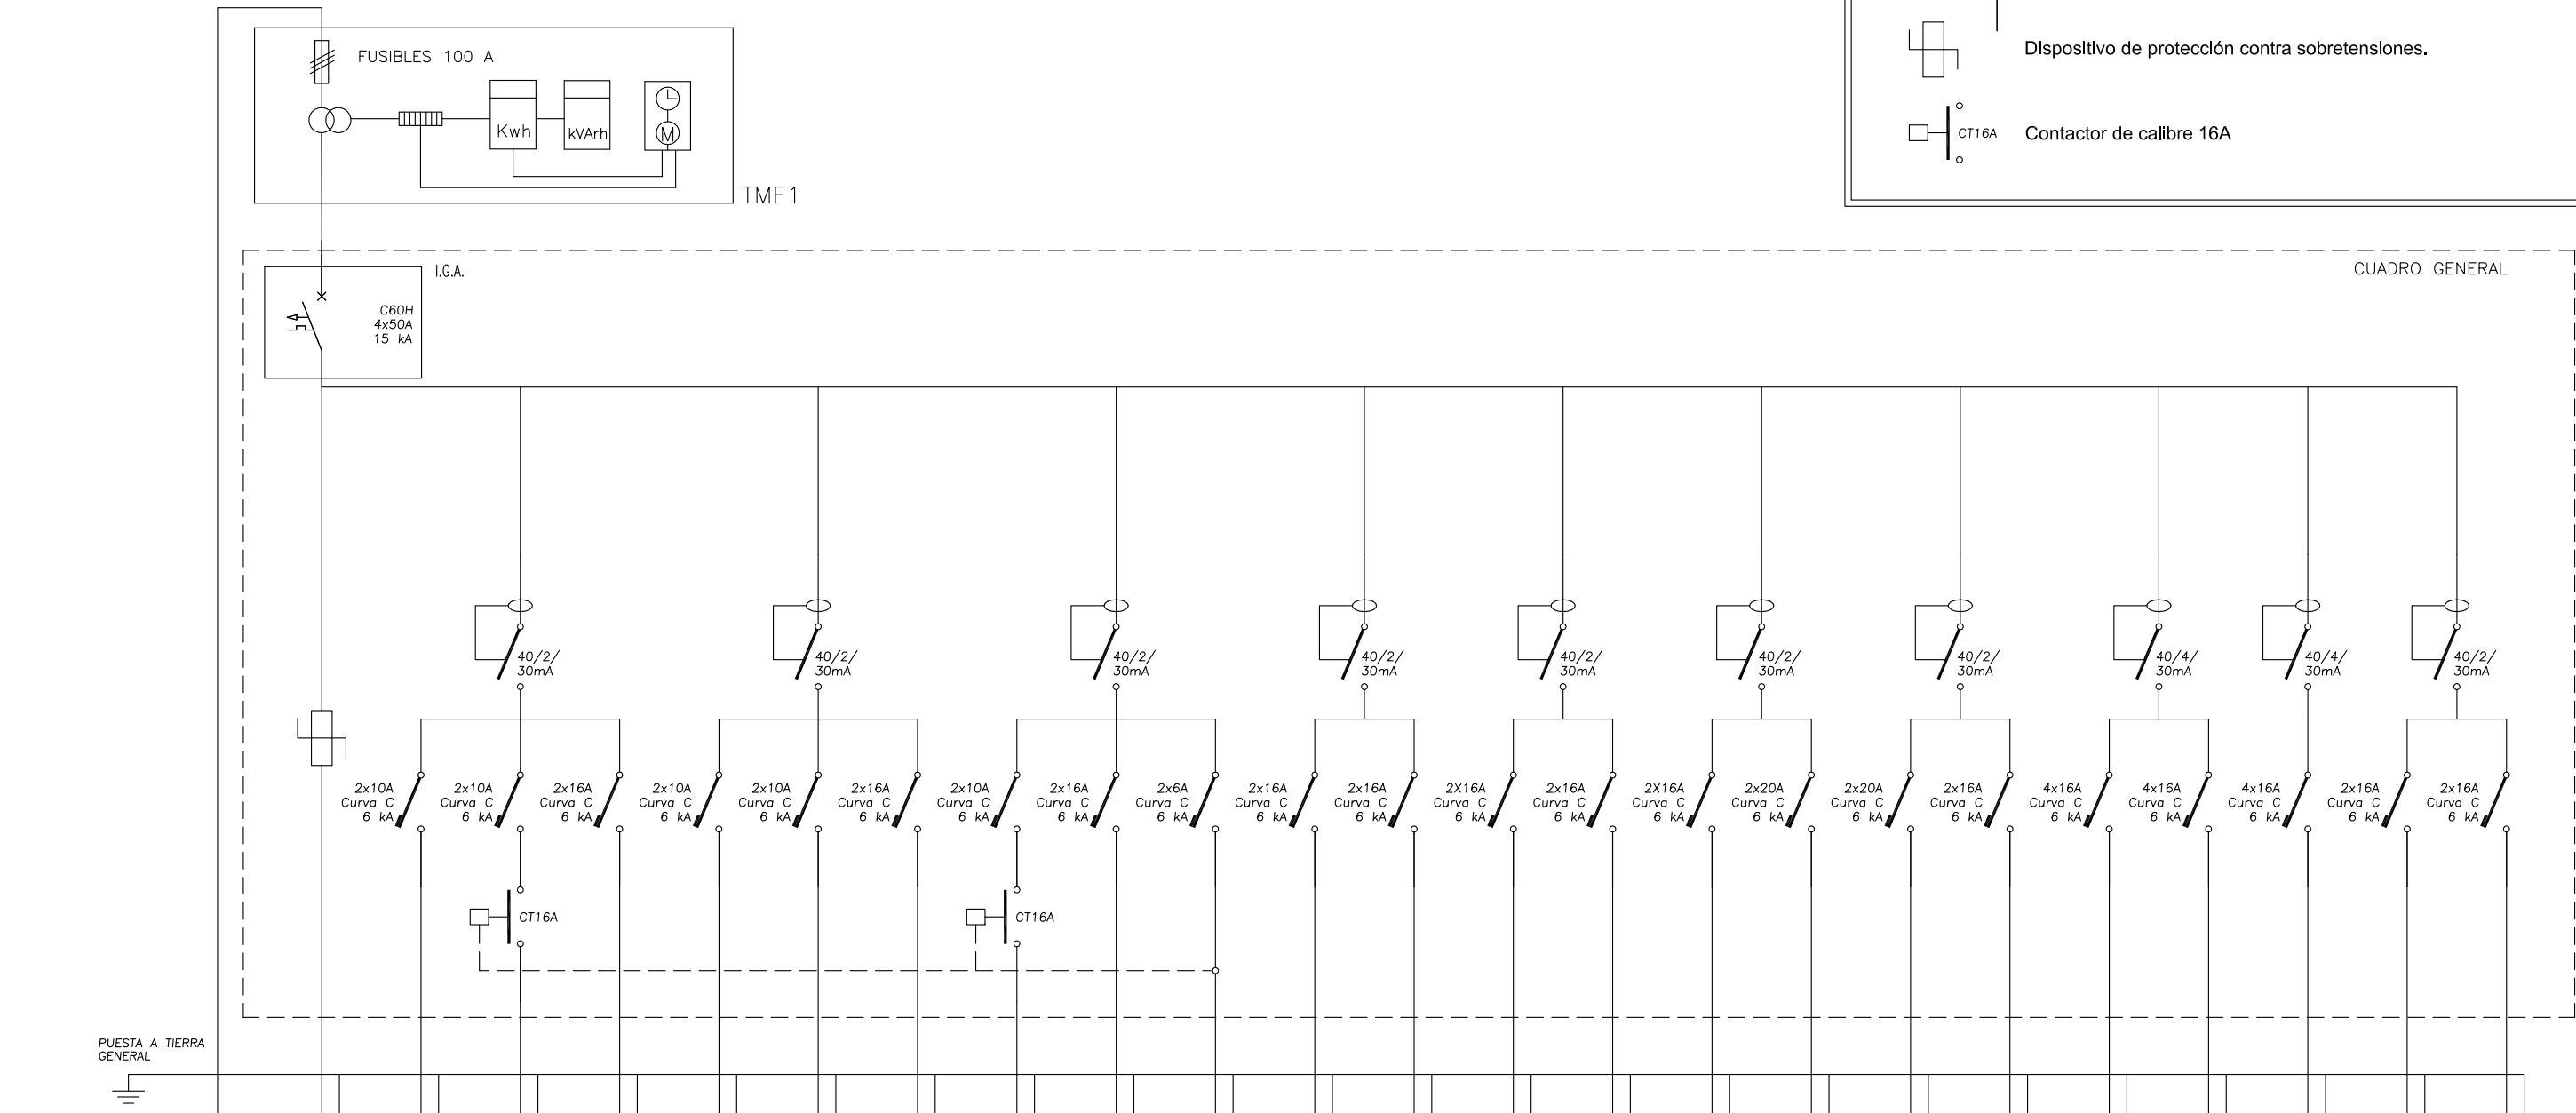 FUSIBLES 100 A
Kwh
kVArh
M
TMF1
Dispositivo de protección contra sobretensiones.
CT16A
Contactor de calibre 16A
I.G.A.
CUADRO GENERAL
C60H
4x50A
15 kA
40/2/
30mA
40/2/
30mA
40/2/
30mA
40/2/
30mA
40/2/
30mA
40/2/
30mA
40/2/
30mA
40/4/
30mA
40/4/
30mA
40/2/
30mA
2x10A
Curva C
6 kA
2x10A
Curva C
6 kA
2x16A
Curva C
6 kA
2x10A
Curva C
6 kA
2x10A
Curva C
6 kA
2x16A
Curva C
6 kA
2x10A
Curva C
6 kA
2x16A
Curva C
6 kA
2x6A
Curva C
6 kA
2x16A
Curva C
6 kA
2x16A
Curva C
6 kA
2X16A
Curva C
6 kA
2x16A
Curva C
6 kA
2X16A
Curva C
6 kA
2x20A
Curva C
6 kA
2x20A
Curva C
6 kA
2x16A
Curva C
6 kA
4x16A
Curva C
6 kA
4x16A
Curva C
6 kA
4x16A
Curva C
6 kA
2x16A
Curva C
6 kA
2x16A
Curva C
6 kA
CT16A
CT16A
PUESTA A TIERRA
GENERAL